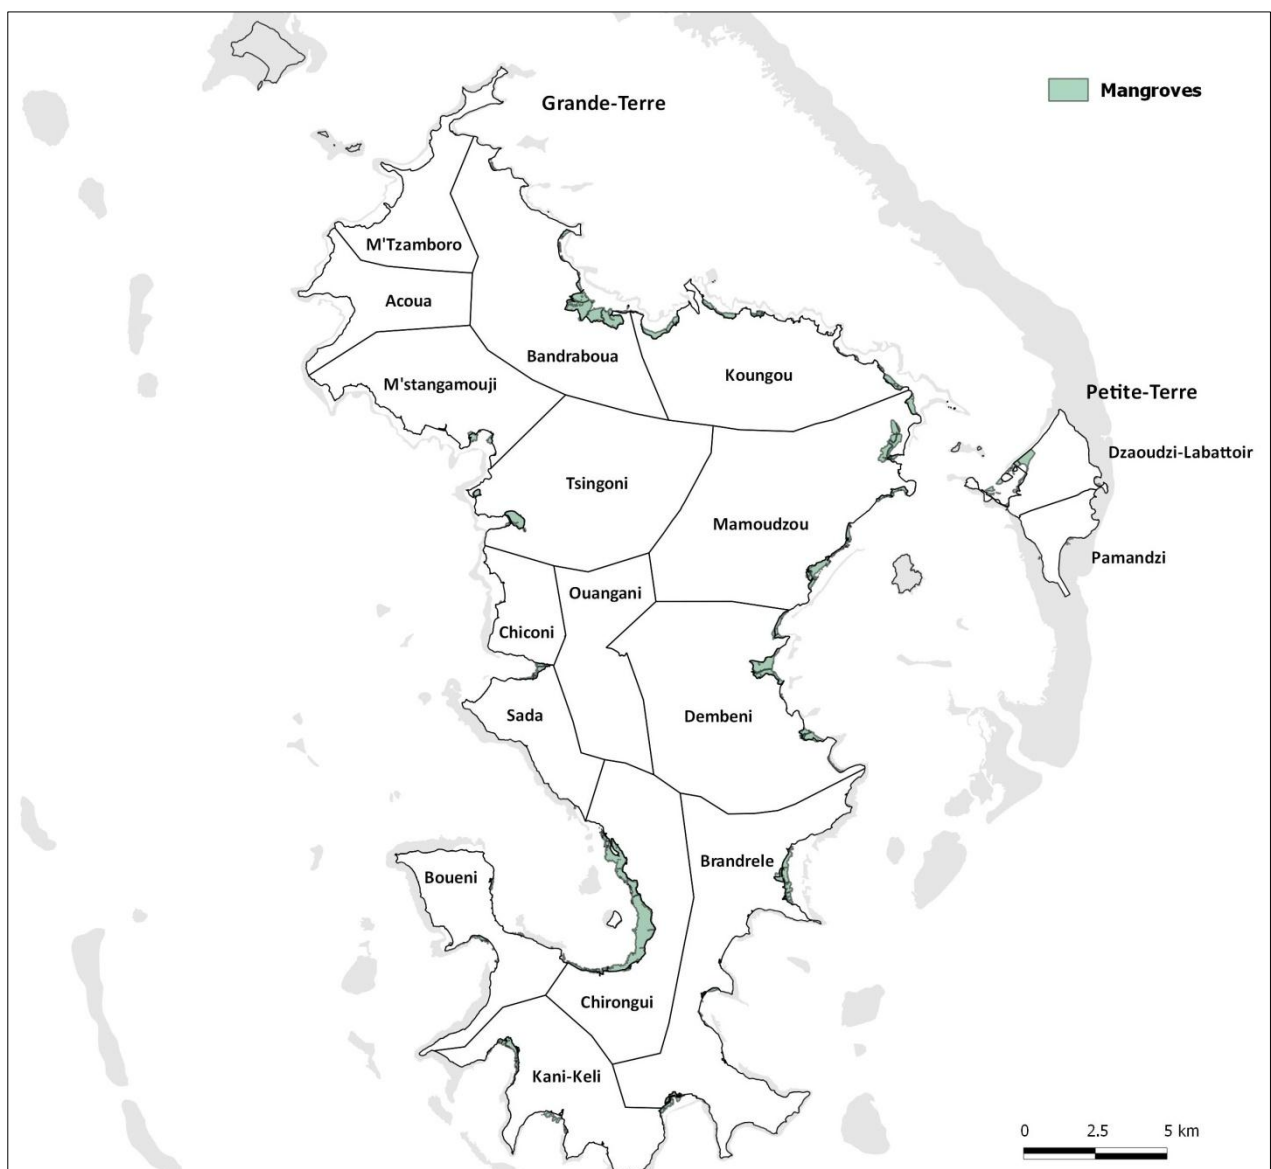 Grande-Terre
Mangroves
M'Tzamboro
Acoua
Bandraboua
M'stangamouji
Koungou
Petite-Terre
Dzaoudzi-Labattoir
Tsingoni
Mamoudzou
Pamandzi
Ouangani
Chiconi
Sada
Dembeni
Brandrele
Boueni
Chirongui
Kani-Keli
0 2.5 5 km